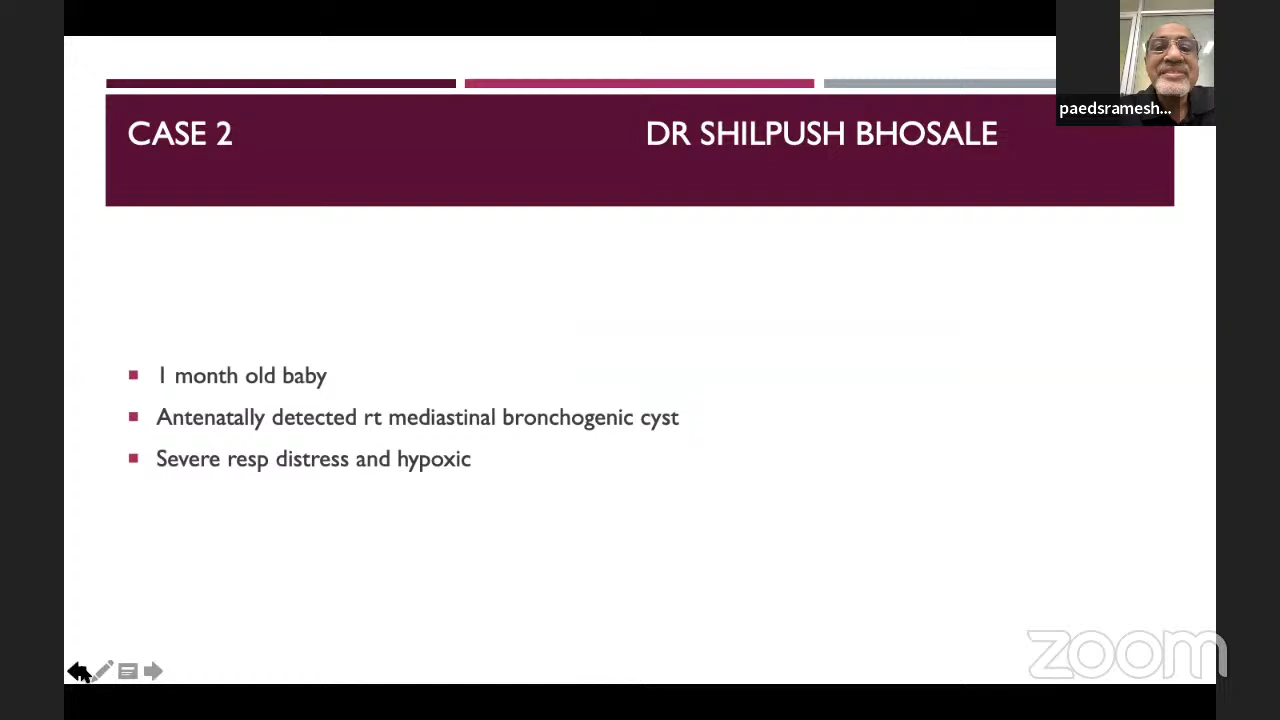 CASE 2 DR SHILPUSH BHOSALE
paedsramesh...
1 month old baby
Antenatally detected rt mediastinal bronchogenic cyst
Severe resp distress and hypoxic
zoom